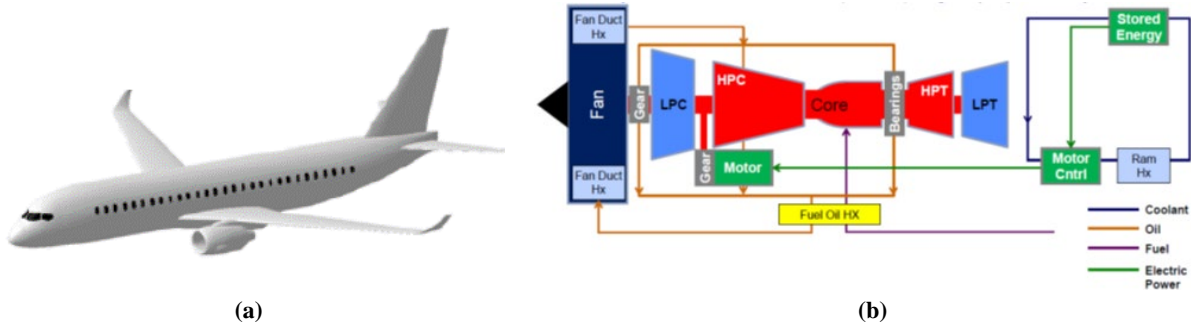 Fan Duct
Hx
Stored
Energy
HPC
Fan
Gear
LPC
Core
Bearings
HPT
LPT
Gear
Motor
Motor
Cntrl
Ram
Hx
Fan Duct
Hx
Fuel Oil HX
Coolant
Oil
Fuel
Electric
Power
(a)
(b)